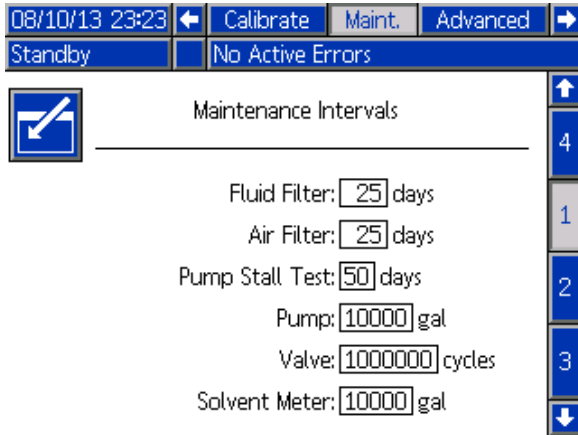 08/10/13 23:23 Calibrate Maint. Advanced
Standby No Active Errors
Maintenance Intervals
4
Fluid Filter: 25 days
1
Air Filter: 25 days
Pump Stall Test: 50 days
2
Pump: 10000 gal
Valve: 1000000 cycles
3
Solvent Meter: 10000 gal